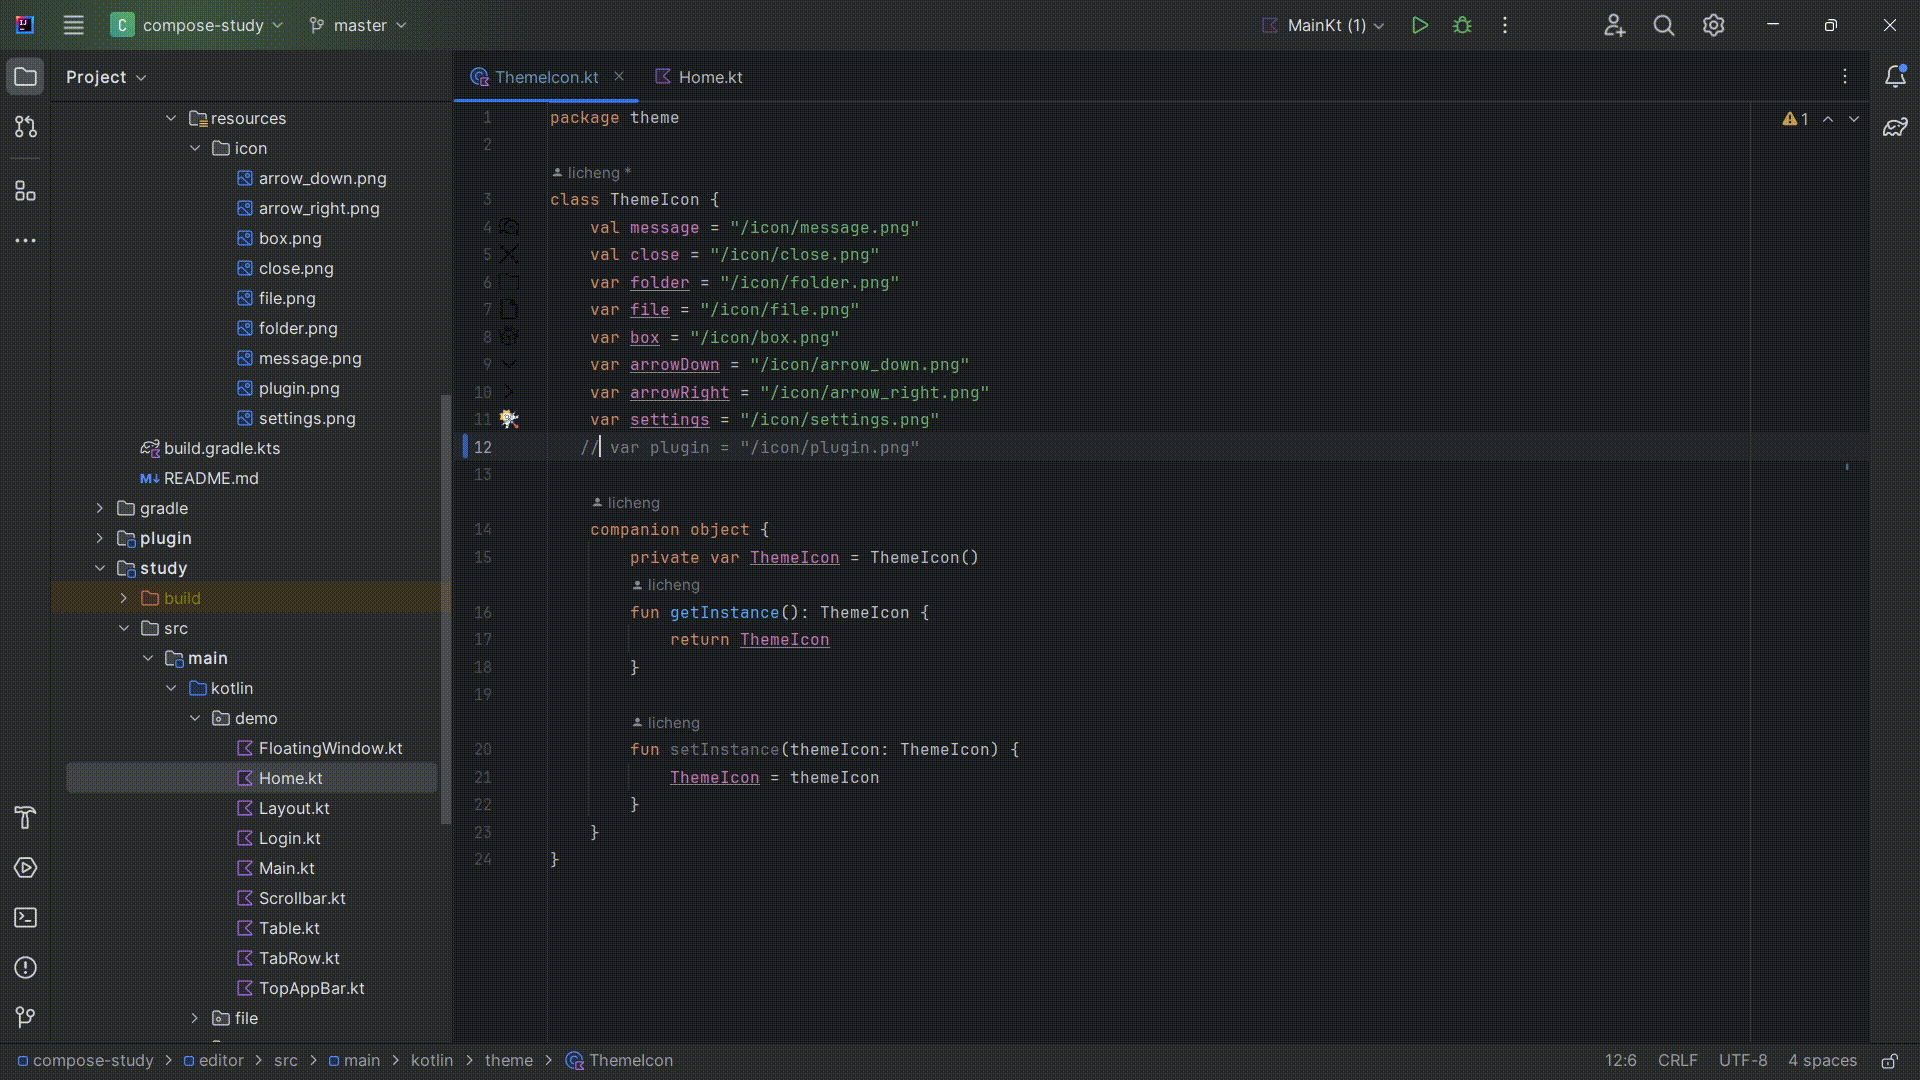 compose-study
master
MainKt (1)
Project
ThemeIcon.kt
Home.kt
resources
icon
arrow_down.png
arrow_right.png
box.png
close.png
file.png
folder.png
message.png
plugin.png
settings.png
build.gradle.kts
M↓ README.md
gradle
plugin
study
build
src
main
kotlin
demo
FloatingWindow.kt
Home.kt
Layout.kt
Login.kt
Main.kt
Scrollbar.kt
Table.kt
TabRow.kt
TopAppBar.kt
file
1 package theme
2
licheng *
3 class ThemeIcon {
4 val message = "/icon/message.png"
5 val close = "/icon/close.png"
6 var folder = "/icon/folder.png"
7 var file = "/icon/file.png"
8 var box = "/icon/box.png"
9 var arrowDown = "/icon/arrow_down.png"
10 var arrowRight = "/icon/arrow_right.png"
11 var settings = "/icon/settings.png"
12 // var plugin = "/icon/plugin.png"
13
licheng
14 companion object {
15 private var ThemeIcon = ThemeIcon()
licheng
16 fun getInstance(): ThemeIcon {
17 return ThemeIcon
18 }
19
licheng
20 fun setInstance(themeIcon: ThemeIcon) {
21 ThemeIcon = themeIcon
22 }
23 }
24 }
1
compose-study > editor > src > main > kotlin > theme > ThemeIcon
12:6 CRLF UTF-8 4 spaces